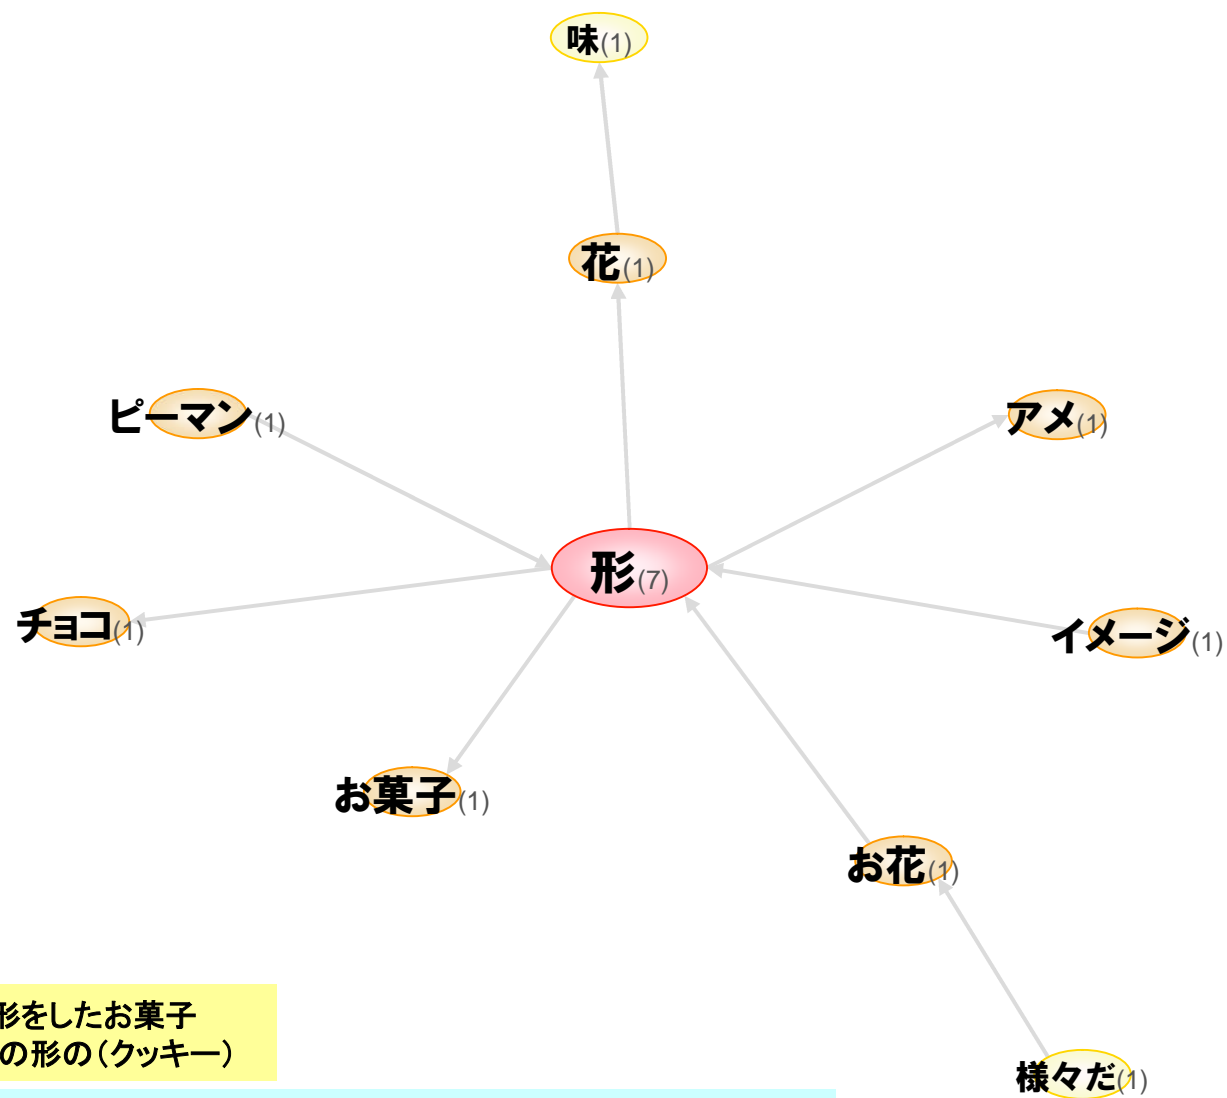 味(1)
花(1)
ピーマン(1)
アメ(1)
形(7)
チョコ(1)
イメージ(1)
お菓子(1)
お花(1)
形をしたお菓子
の形の(クッキー)
様々だ(1)